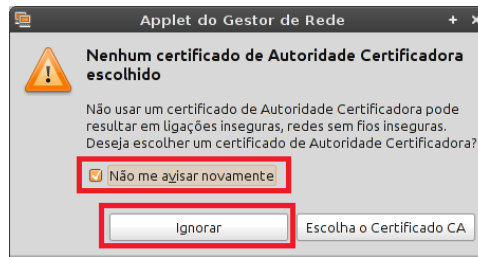 Applet do Gestor de Rede
Nenhum certificado de Autoridade Certificadora
escolhido
Não usar um certificado de Autoridade Certificadora pode
resultar em ligações inseguras, redes sem fios inseguras.
Deseja escolher um certificado de Autoridade Certificadora?
Não me avisar novamente
Ignorar
Escolha o Certificado CA